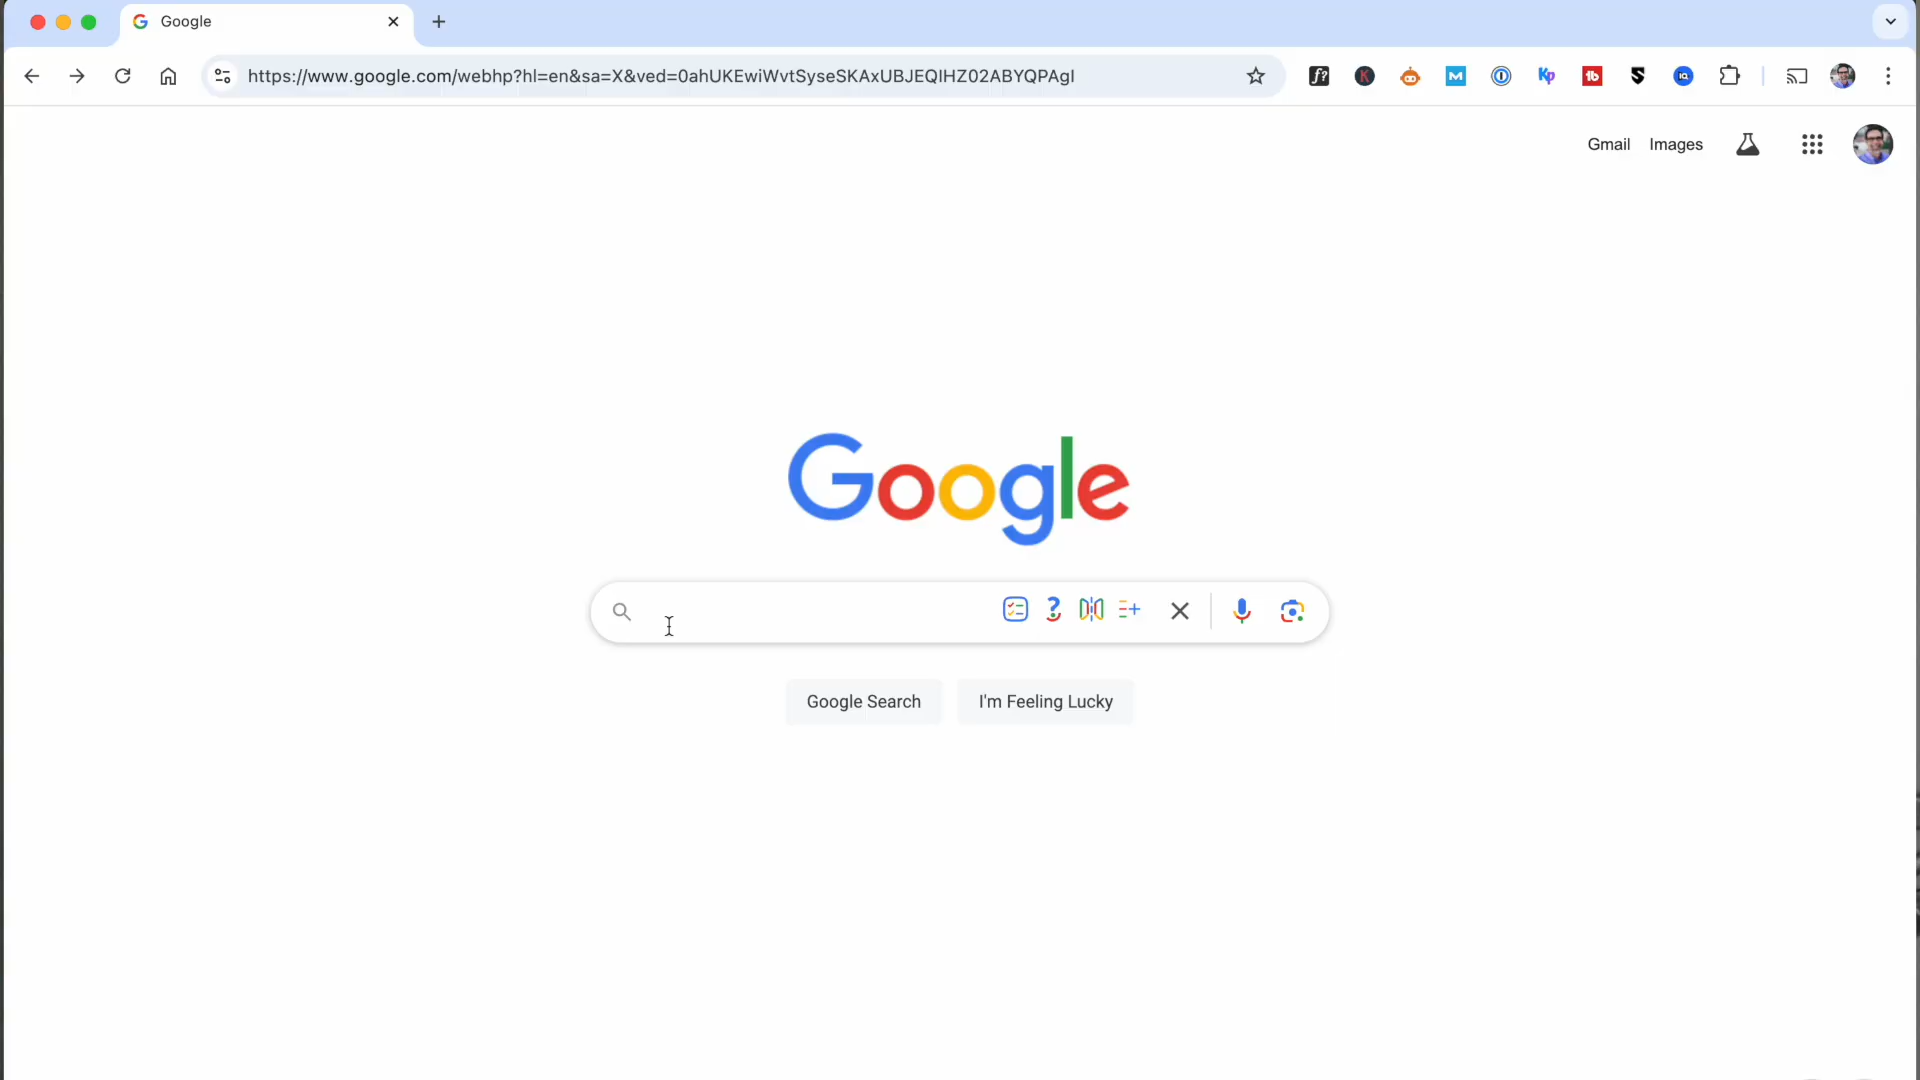 Google
https://www.google.com/webhp?hl=en&sa=X&ved=0ahUKEwiWvtSyseSKAxUBJEQIHZ02ABYQPAgI
Gmail Images
Google
Google Search I'm Feeling Lucky